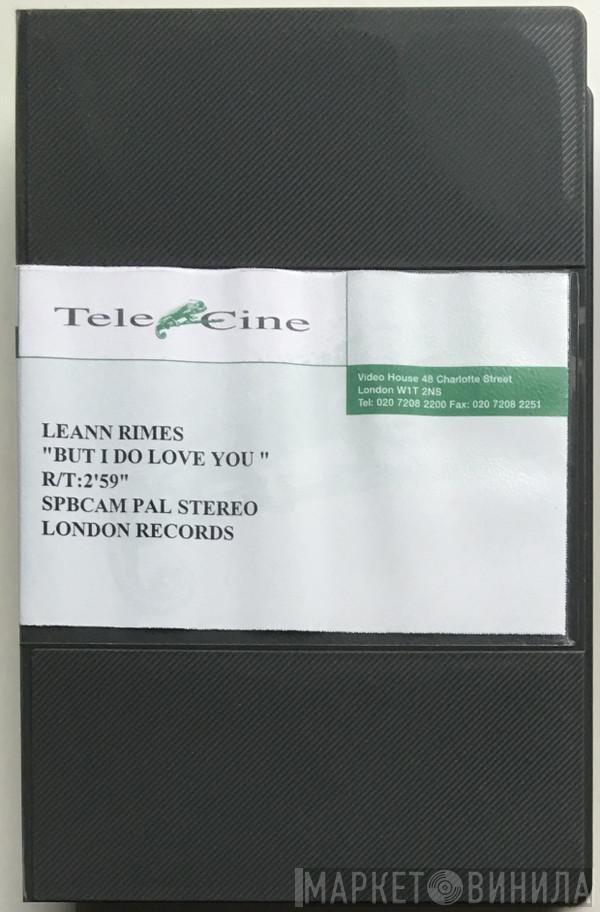 Tele Cine
Video House 48 Charlotte Street
London W1T 2NS
Tel: 020 7208 2200 Fax: 020 7208 2251
LEANN RIMES
"BUT I DO LOVE YOU "
R/T:2'59"
SPBCAM PAL STEREO
LONDON RECORDS
МАРКЕТ ВИНИЛА